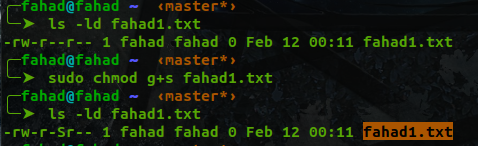 fahad@fahad ~ ‹master*›
➤ ls -ld fahad1.txt
-rw-r--r-- 1 fahad fahad 0 Feb 12 00:11 fahad1.txt
fahad@fahad ~ ‹master*›
➤ sudo chmod g+s fahad1.txt
fahad@fahad ~ ‹master*›
➤ ls -ld fahad1.txt
-rw-r-Sr-- 1 fahad fahad 0 Feb 12 00:11 fahad1.txt